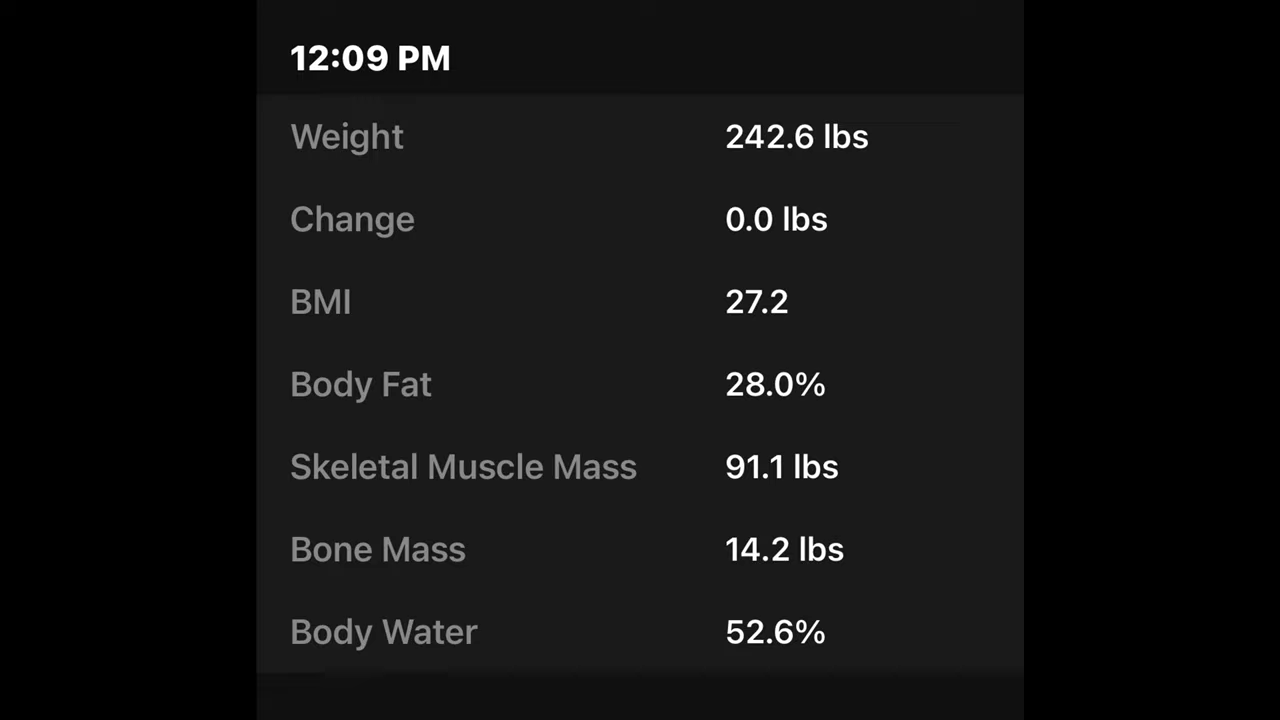 12:09 PM
Weight 242.6 lbs
Change 0.0 lbs
BMI 27.2
Body Fat 28.0%
Skeletal Muscle Mass 91.1 lbs
Bone Mass 14.2 lbs
Body Water 52.6%